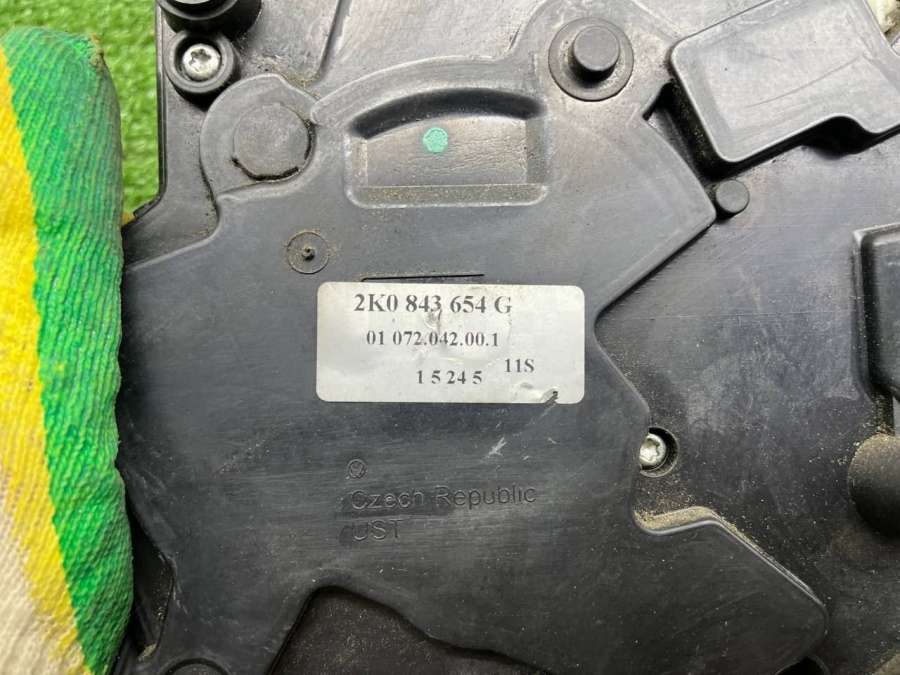 2K0 843 654 G
01 072.042.00.1
11S
1 5 24 5
Czech Republic
UST